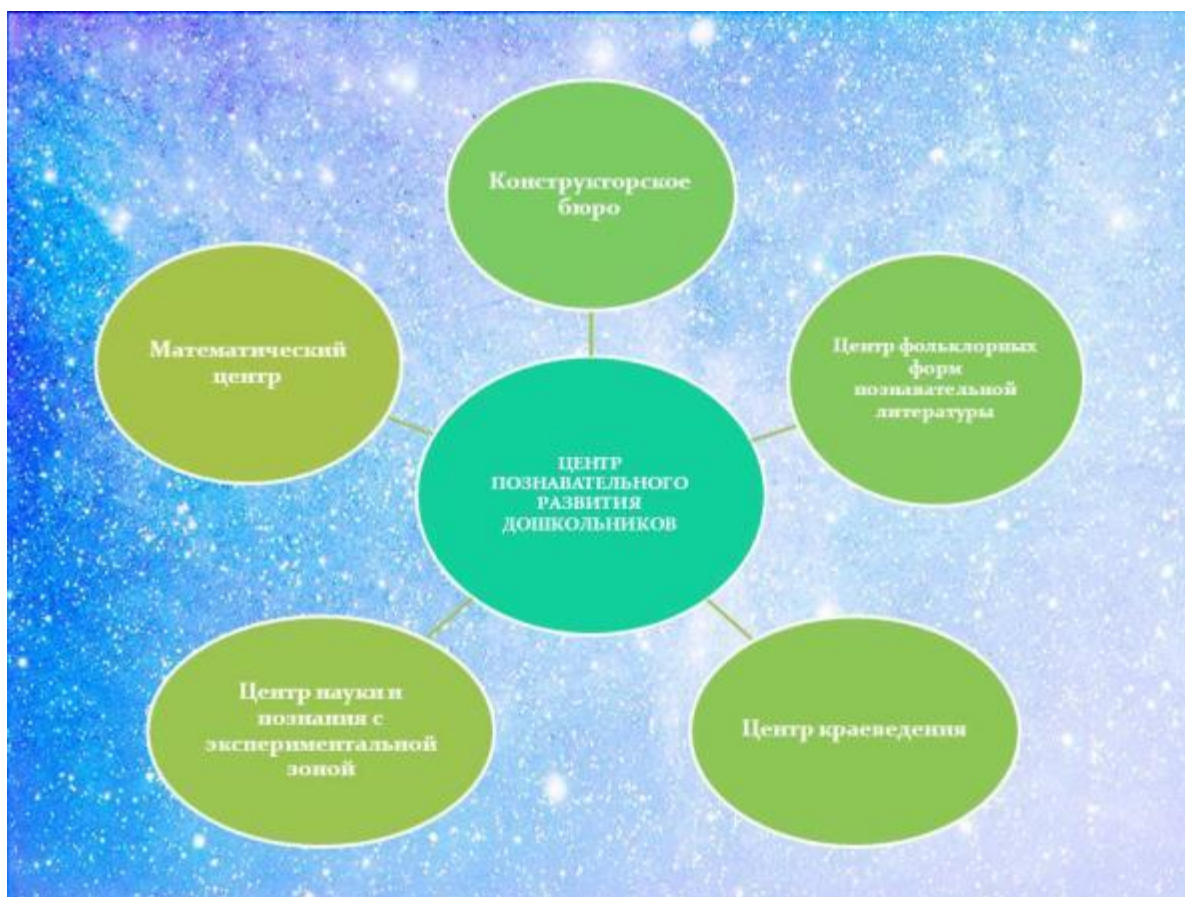 Конструкторское
бюро
Математический
центр
Центр фольклорных
форм
познавательной
литературы
ЦЕНТР
ПОЗНАВАТЕЛЬНОГО
РАЗВИТИЯ
ДОШКОЛЬНИКОВ
Центр науки и
познания с
экспериментальной
зоной
Центр краеведения